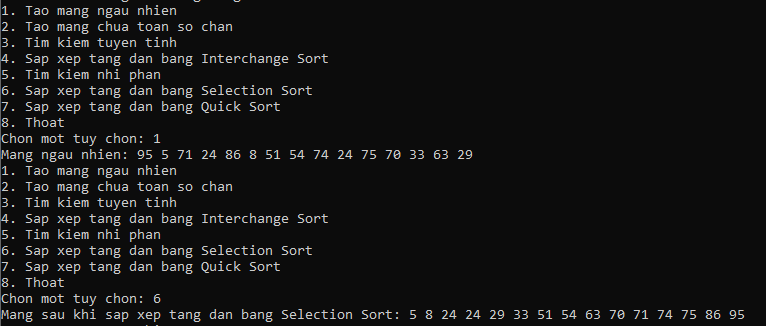 1. Tao mang ngau nhien
2. Tao mang chua toan so chan
3. Tim kiem tuyen tinh
4. Sap xep tang dan bang Interchange Sort
5. Tim kiem nhi phan
6. Sap xep tang dan bang Selection Sort
7. Sap xep tang dan bang Quick Sort
8. Thoat
Chon mot tuy chon: 1
Mang ngau nhien: 95 5 71 24 86 8 51 54 74 24 75 70 33 63 29
1. Tao mang ngau nhien
2. Tao mang chua toan so chan
3. Tim kiem tuyen tinh
4. Sap xep tang dan bang Interchange Sort
5. Tim kiem nhi phan
6. Sap xep tang dan bang Selection Sort
7. Sap xep tang dan bang Quick Sort
8. Thoat
Chon mot tuy chon: 6
Mang sau khi sap xep tang dan bang Selection Sort: 5 8 24 24 29 33 51 54 63 70 71 74 75 86 95